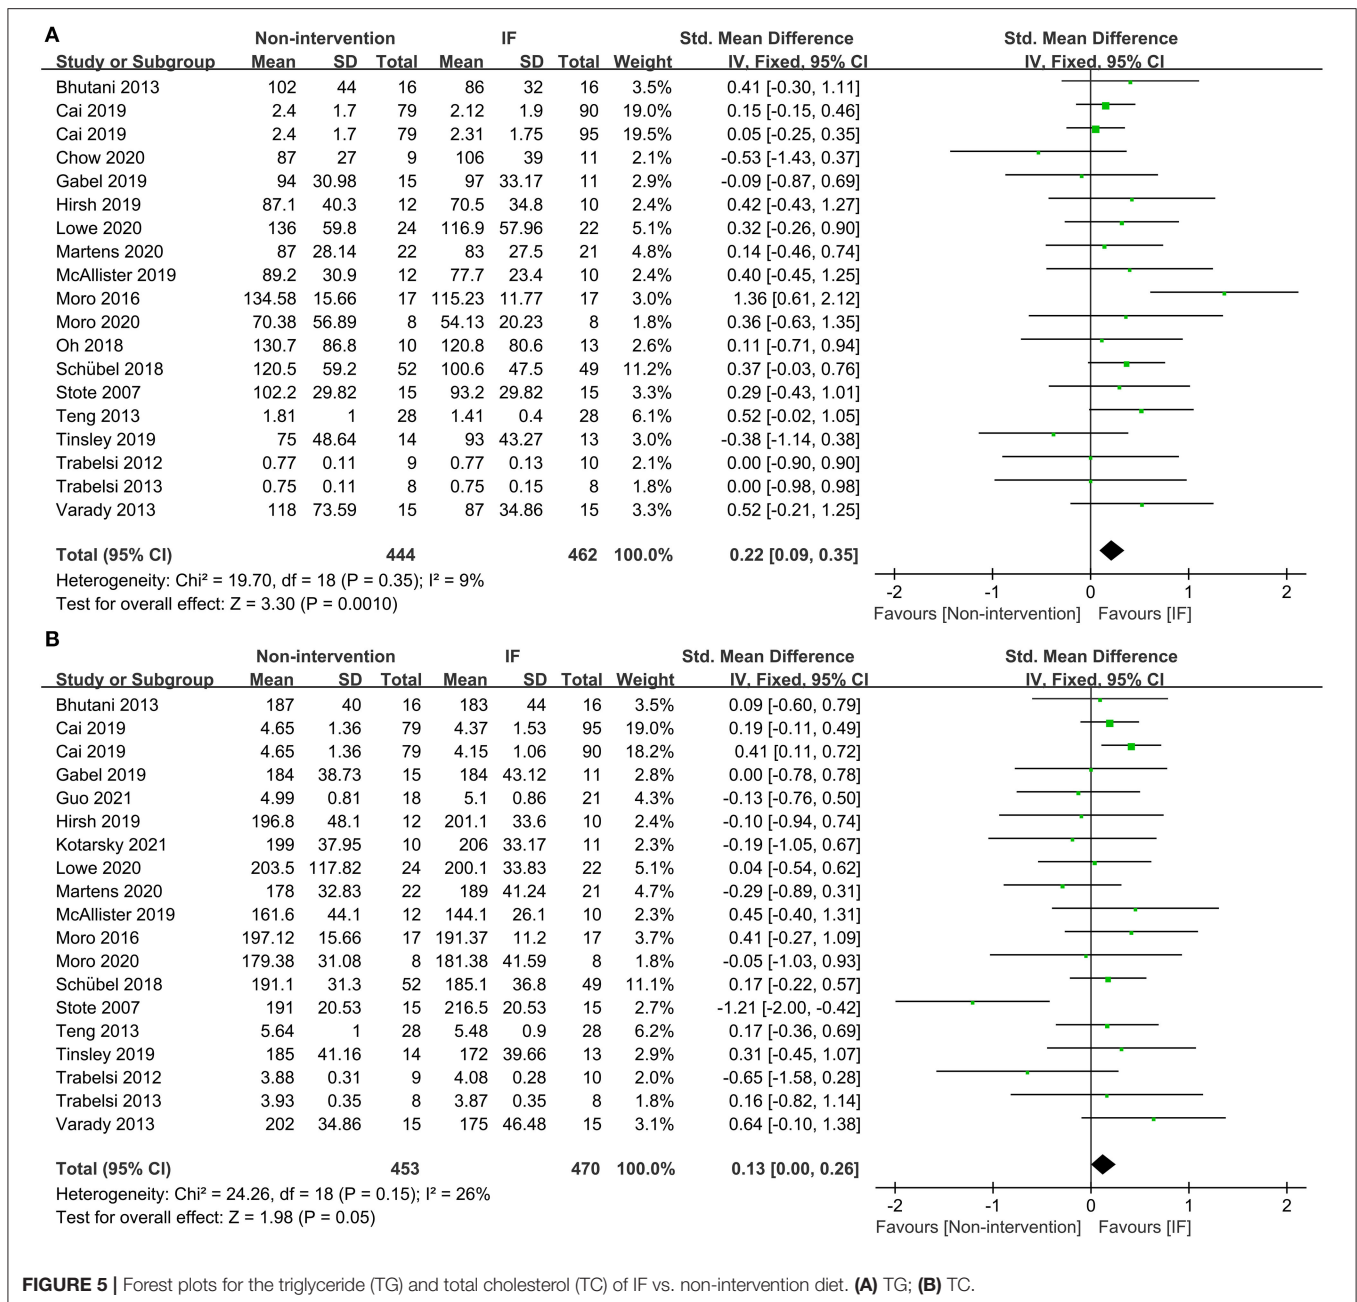 A
Non-intervention IF Std. Mean Difference Std. Mean Difference
Study or Subgroup Mean SD Total Mean SD Total Weight IV, Fixed, 95% CI IV, Fixed, 95% CI
Bhutani 2013 102 44 16 86 32 16 3.5% 0.41 [-0.30, 1.11]
Cai 2019 2.4 1.7 79 2.12 1.9 90 19.0% 0.15 [-0.15, 0.46]
Cai 2019 2.4 1.7 79 2.31 1.75 95 19.5% 0.05 [-0.25, 0.35]
Chow 2020 87 27 9 106 39 11 2.1% -0.53 [-1.43, 0.37]
Gabel 2019 94 30.98 15 97 33.17 11 2.9% -0.09 [-0.87, 0.69]
Hirsh 2019 87.1 40.3 12 70.5 34.8 10 2.4% 0.42 [-0.43, 1.27]
Lowe 2020 136 59.8 24 116.9 57.96 22 5.1% 0.32 [-0.26, 0.90]
Martens 2020 87 28.14 22 83 27.5 21 4.8% 0.14 [-0.46, 0.74]
McAllister 2019 89.2 30.9 12 77.7 23.4 10 2.4% 0.40 [-0.45, 1.25]
Moro 2016 134.58 15.66 17 115.23 11.77 17 3.0% 1.36 [0.61, 2.12]
Moro 2020 70.38 56.89 8 54.13 20.23 8 1.8% 0.36 [-0.63, 1.35]
Oh 2018 130.7 86.8 10 120.8 80.6 13 2.6% 0.11 [-0.71, 0.94]
Schübel 2018 120.5 59.2 52 100.6 47.5 49 11.2% 0.37 [-0.03, 0.76]
Stote 2007 102.2 29.82 15 93.2 29.82 15 3.3% 0.29 [-0.43, 1.01]
Teng 2013 1.81 1 28 1.41 0.4 28 6.1% 0.52 [-0.02, 1.05]
Tinsley 2019 75 48.64 14 93 43.27 13 3.0% -0.38 [-1.14, 0.38]
Trabelsi 2012 0.77 0.11 9 0.77 0.13 10 2.1% 0.00 [-0.90, 0.90]
Trabelsi 2013 0.75 0.11 8 0.75 0.15 8 1.8% 0.00 [-0.98, 0.98]
Varady 2013 118 73.59 15 87 34.86 15 3.3% 0.52 [-0.21, 1.25]
Total (95% CI) 444 462 100.0% 0.22 [0.09, 0.35]
Heterogeneity: Chi² = 19.70, df = 18 (P = 0.35); I² = 9%
Test for overall effect: Z = 3.30 (P = 0.0010)
-2 -1 0 1 2
Favours [Non-intervention] Favours [IF]
B
Non-intervention IF Std. Mean Difference Std. Mean Difference
Study or Subgroup Mean SD Total Mean SD Total Weight IV, Fixed, 95% CI IV, Fixed, 95% CI
Bhutani 2013 187 40 16 183 44 16 3.5% 0.09 [-0.60, 0.79]
Cai 2019 4.65 1.36 79 4.37 1.53 95 19.0% 0.19 [-0.11, 0.49]
Cai 2019 4.65 1.36 79 4.15 1.06 90 18.2% 0.41 [0.11, 0.72]
Gabel 2019 184 38.73 15 184 43.12 11 2.8% 0.00 [-0.78, 0.78]
Guo 2021 4.99 0.81 18 5.1 0.86 21 4.3% -0.13 [-0.76, 0.50]
Hirsh 2019 196.8 48.1 12 201.1 33.6 10 2.4% -0.10 [-0.94, 0.74]
Kotarsky 2021 199 37.95 10 206 33.17 11 2.3% -0.19 [-1.05, 0.67]
Lowe 2020 203.5 117.82 24 200.1 33.83 22 5.1% 0.04 [-0.54, 0.62]
Martens 2020 178 32.83 22 189 41.24 21 4.7% -0.29 [-0.89, 0.31]
McAllister 2019 161.6 44.1 12 144.1 26.1 10 2.3% 0.45 [-0.40, 1.31]
Moro 2016 197.12 15.66 17 191.37 11.2 17 3.7% 0.41 [-0.27, 1.09]
Moro 2020 179.38 31.08 8 181.38 41.59 8 1.8% -0.05 [-1.03, 0.93]
Schübel 2018 191.1 31.3 52 185.1 36.8 49 11.1% 0.17 [-0.22, 0.57]
Stote 2007 191 20.53 15 216.5 20.53 15 2.7% -1.21 [-2.00, -0.42]
Teng 2013 5.64 1 28 5.48 0.9 28 6.2% 0.17 [-0.36, 0.69]
Tinsley 2019 185 41.16 14 172 39.66 13 2.9% 0.31 [-0.45, 1.07]
Trabelsi 2012 3.88 0.31 9 4.08 0.28 10 2.0% -0.65 [-1.58, 0.28]
Trabelsi 2013 3.93 0.35 8 3.87 0.35 8 1.8% 0.16 [-0.82, 1.14]
Varady 2013 202 34.86 15 175 46.48 15 3.1% 0.64 [-0.10, 1.38]
Total (95% CI) 453 470 100.0% 0.13 [0.00, 0.26]
Heterogeneity: Chi² = 24.26, df = 18 (P = 0.15); I² = 26%
Test for overall effect: Z = 1.98 (P = 0.05)
-2 -1 0 1 2
Favours [Non-intervention] Favours [IF]
FIGURE 5 | Forest plots for the triglyceride (TG) and total cholesterol (TC) of IF vs. non-intervention diet. (A) TG; (B) TC.